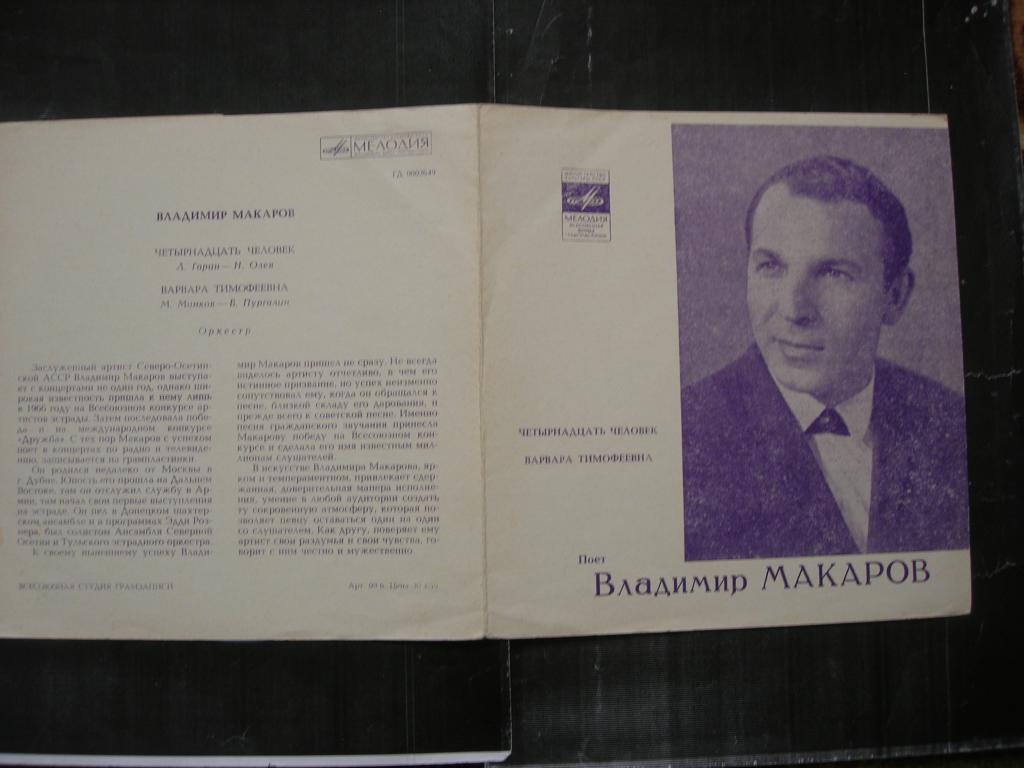 МЕЛОДИЯ
ГД 0003649
ВЛАДИМИР МАКАРОВ
ЧЕТЫРНАДЦАТЬ ЧЕЛОВЕК
Л. Гарин — Н. Олев
ВАРВАРА ТИМОФЕЕВНА
М. Минков — В. Пургалин
Оркестр
Заслуженный артист Северо-Осетин-
ской АССР Владимир Макаров выступа-
ет с концертами не один год, однако ши-
рокая известность пришла к нему лишь
в 1966 году на Всесоюзном конкурсе ар-
тистов эстрады. Затем последовала побе-
да и на международном конкурсе
«Дружба». С тех пор Макаров с успехом
поет в концертах по радио и телевиде-
нию, записывается на грампластинки.
Он родился недалеко от Москвы в
г. Дубне. Юность его прошла на Дальнем
Востоке, там он отслужил службу в Ар-
мии, там начал свои первые выступления
на эстраде. Он пел в Донецком шахтер-
ском ансамбле и в программах Эдди Роз-
нера, был солистом Ансамбля Северной
Осетии и Тульского эстрадного оркестра.
К своему нынешнему успеху Влади-
мир Макаров пришел не сразу. Не всегда
виделось артисту отчетливо, в чем его
истинное призвание, но успех неизменно
сопутствовал ему, когда он обращался к
песне, близкой складу его дарования, и
прежде всего к советской песне. Именно
песня гражданского звучания принесла
Макарову победу на Всесоюзном кон-
курсе и сделала его имя известным мил-
лионам слушателей.
В искусстве Владимира Макарова, яр-
ком и темпераментном, привлекает сдер-
жанная, доверительная манера исполне-
ния, умение в любой аудитории создать
ту сокровенную атмосферу, которая по-
зволяет певцу оставаться один на один
со слушателем. Как другу, поверяет ему
артист свои раздумья и свои чувства, го-
ворит с ним честно и мужественно.
ВСЕСОЮЗНАЯ СТУДИЯ ГРАМЗАПИСИ
Арт. Цена
МЕЛОДИЯ
ЧЕТЫРНАДЦАТЬ ЧЕЛОВЕК
ВАРВАРА ТИМОФЕЕВНА
Поет
Владимир МАКАРОВ